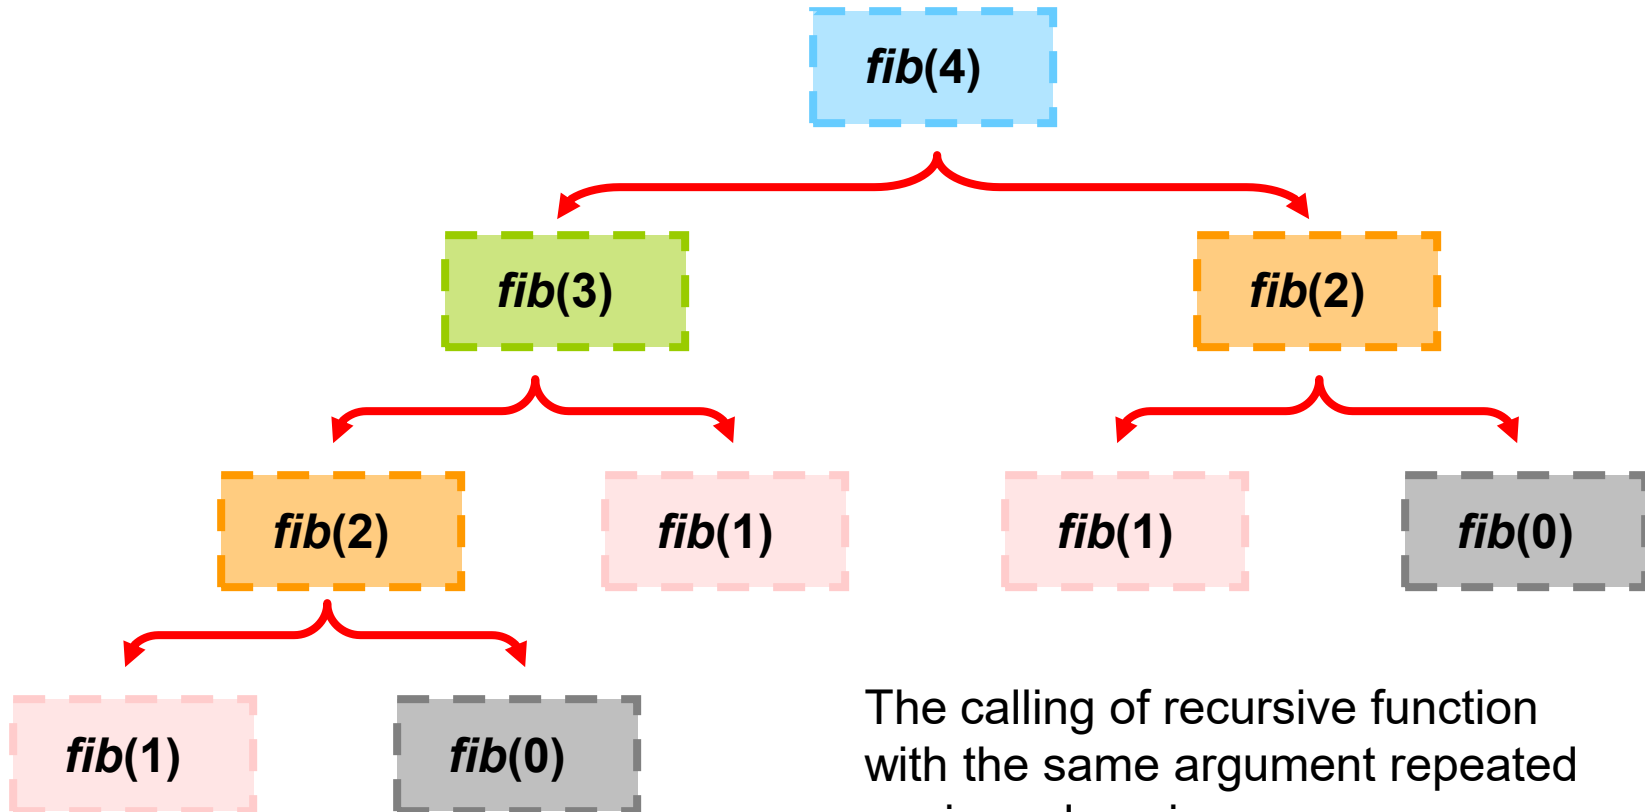 fib(4)
fib(3)
fib(2)
fib(2)
fib(1)
fib(1)
fib(0)
fib(1)
fib(0)
The calling of recursive function
with the same argument repeated